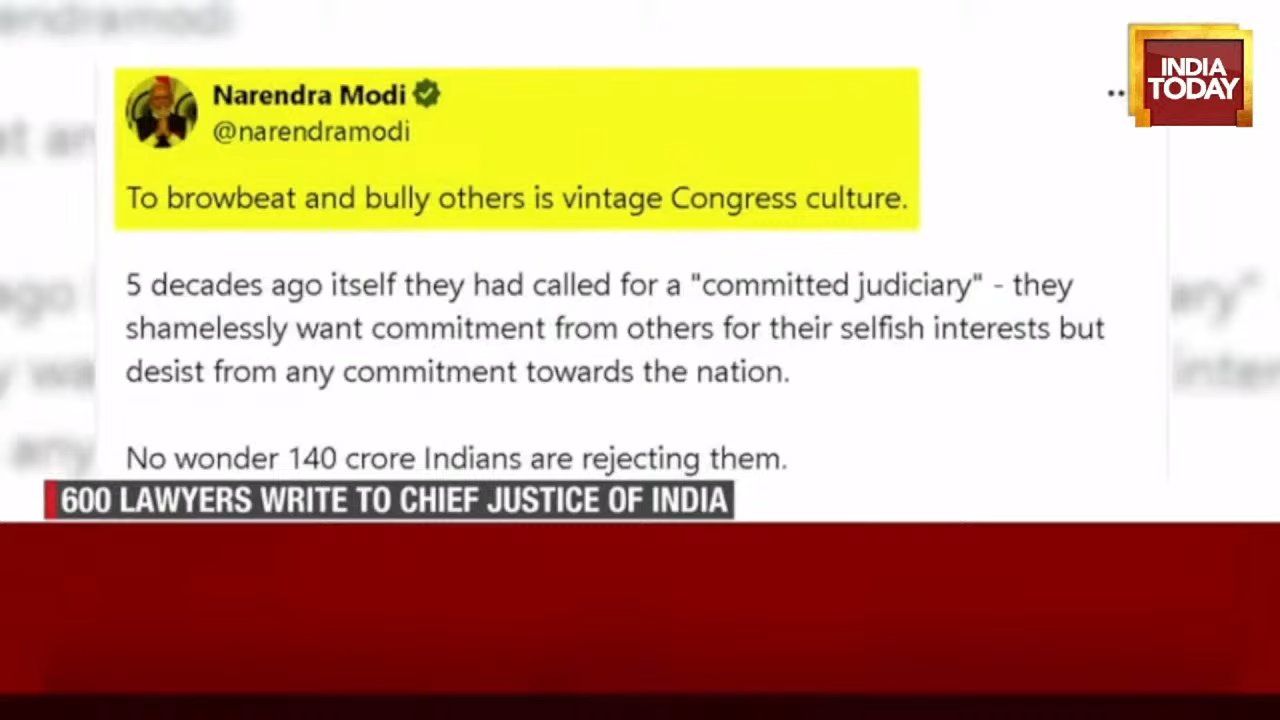 INDIA
TODAY
Narendra Modi
@narendramodi
To browbeat and bully others is vintage Congress culture.
5 decades ago itself they had called for a "committed judiciary" - they
shamelessly want commitment from others for their selfish interests but
desist from any commitment towards the nation.
No wonder 140 crore Indians are rejecting them.
600 LAWYERS WRITE TO CHIEF JUSTICE OF INDIA